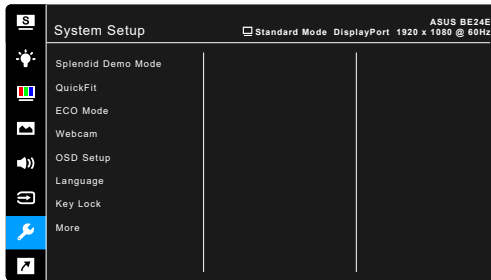 S
ASUS BE24E
System Setup
Standard Mode DisplayPort 1920 x 1080 @ 60Hz
Splendid Demo Mode
QuickFit
ECO Mode
Webcam
OSD Setup
Language
Key Lock
More